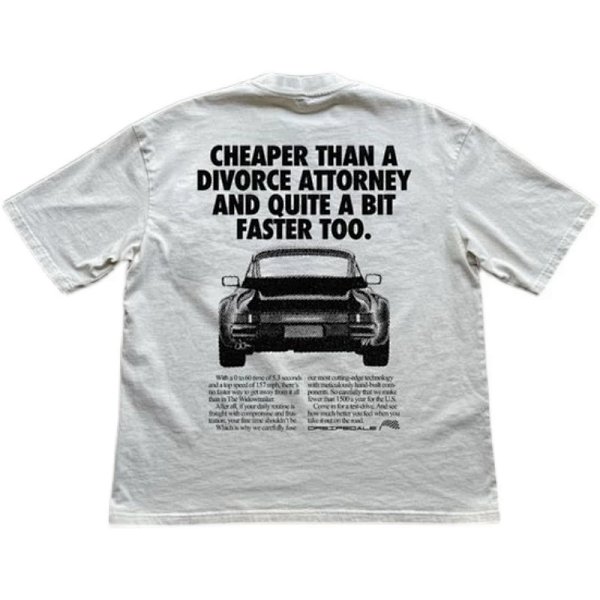 CHEAPER THAN A
DIVORCE ATTORNEY
AND QUITE A BIT
FASTER TOO.
With a 0 to 60 time of 5.3 seconds
and a top speed of 157 mph, there's
no faster way to get away from it all
than in The Widowmaker.
After all, if your daily routine is
fraught with compromise and frus-
tration, your free time shouldn't be.
Which is why we carefully fuse
our most cutting-edge technology
with meticulously hand-built com-
ponents. So carefully that we make
fewer than 1500 a year for the U.S.
Come in for a test-drive. And see
how much better you feel when you
take it out on the road.